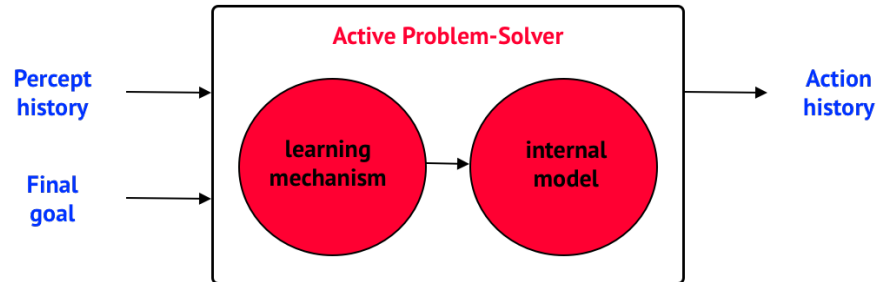 Active Problem-Solver
Percept
history
Final
goal
learning
mechanism
internal
model
Action
history